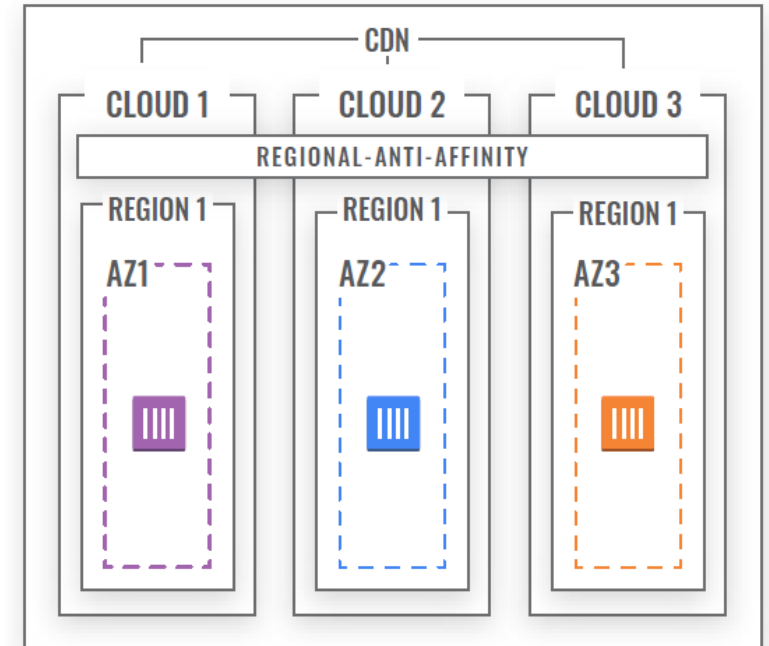 CDN
CLOUD 1 CLOUD 2 CLOUD 3
REGIONAL-ANTI-AFFINITY
REGION 1 REGION 1 REGION 1
AZ1 AZ2 AZ3